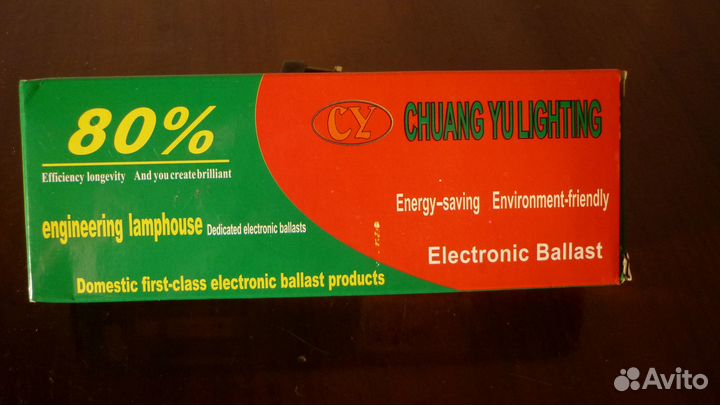 80%
Efficiency longevity And you create brilliant
engineering lamphouse Dedicated electronic ballasts
Domestic first-class electronic ballast products
CY CHUANG YU LIGHTING
Energy-saving Environment-friendly
Electronic Ballast
Avito